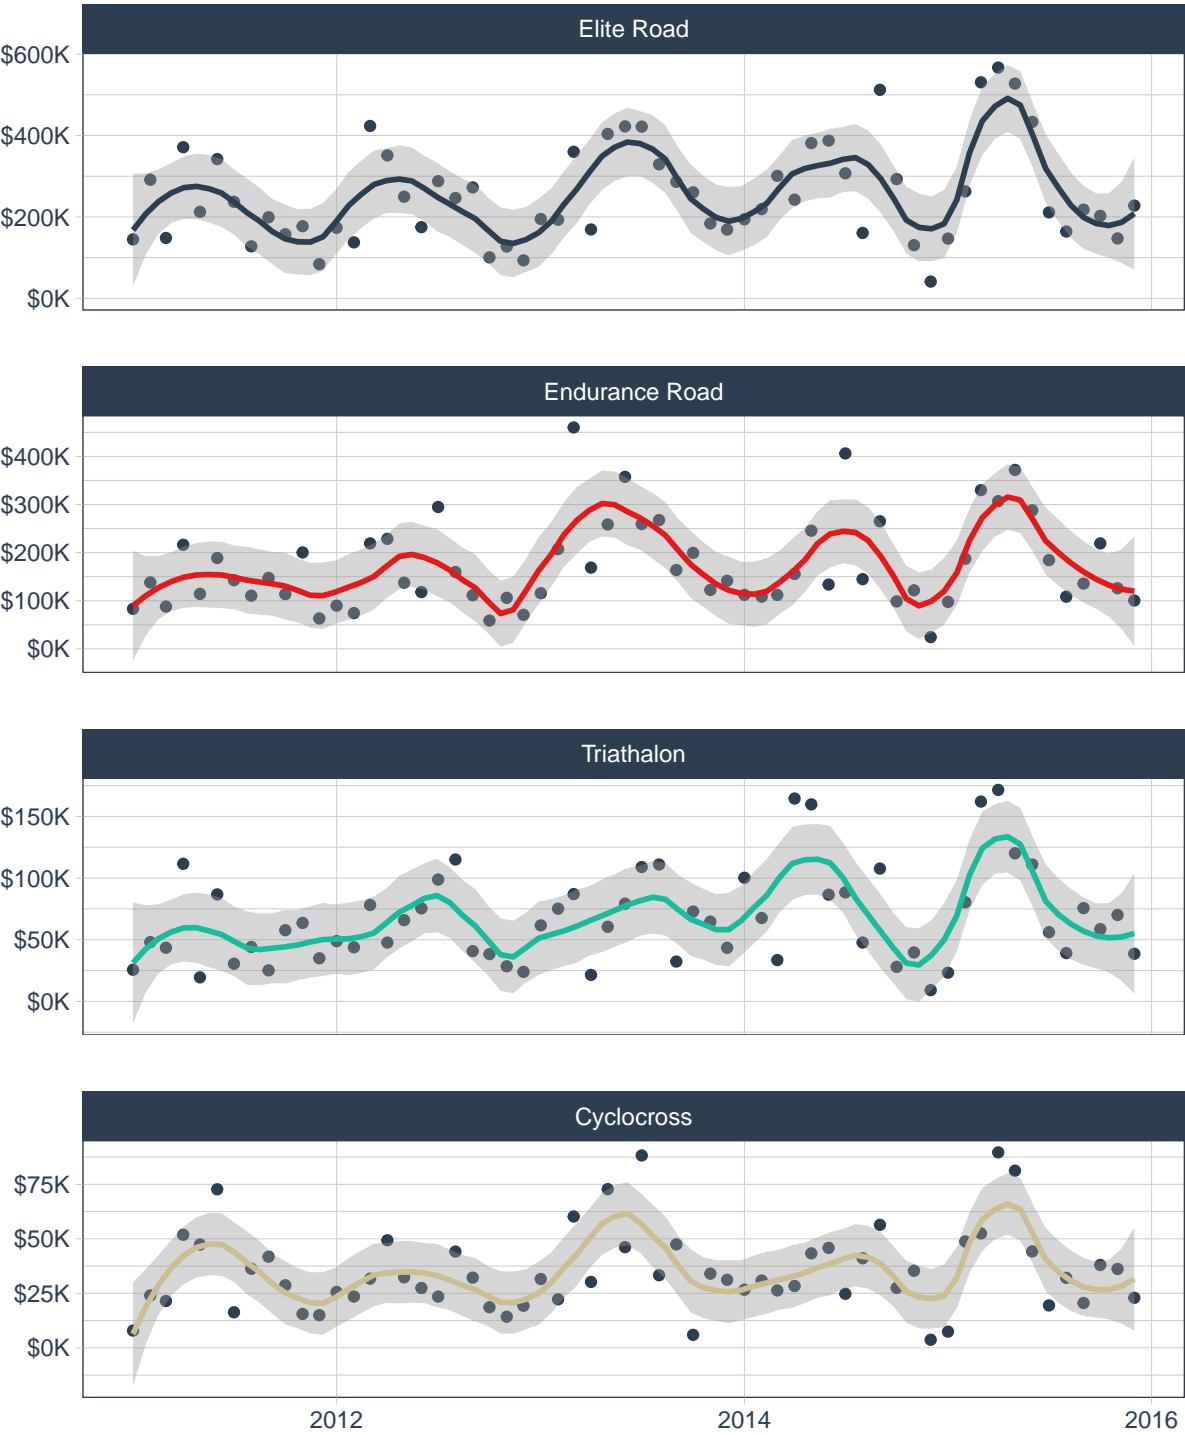 Elite Road
$600K
$400K
$200K
$0K
Endurance Road
$400K
$300K
$200K
$100K
$0K
Triathalon
$150K
$100K
$50K
$0K
Cyclocross
$75K
$50K
$25K
$0K
2012 2014 2016